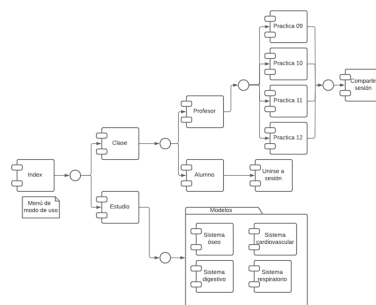 Practica 09
Practica 10
Compartir
sesión
Profesor
Practica 11
Clase
Practica 12
Index
Alumno
Unirse a
sesión
Menú de
modo de uso
Estudio
Modelos
Sistema
óseo
Sistema
cardiovascular
Sistema
digestivo
Sistema
respiratorio